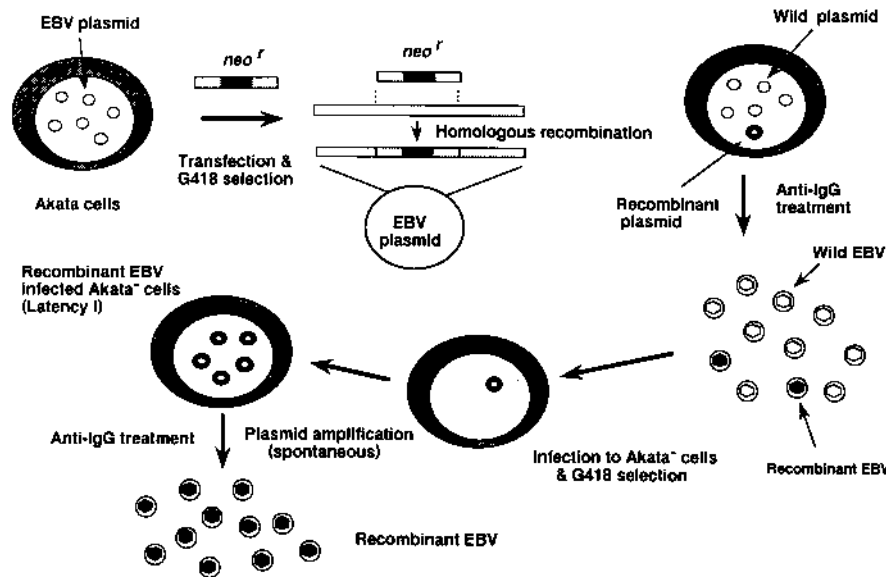 EBV plasmid
neo r
neo r
Wild plasmid
Homologous recombination
Transfection &
G418 selection
Akata cells
EBV
plasmid
Recombinant
plasmid
Anti-IgG
treatment
Recombinant EBV
infected Akata- cells
(Latency I)
Wild EBV
Anti-IgG treatment
Plasmid amplification
(spontaneous)
Infection to Akata- cells
& G418 selection
Recombinant EBV
Recombinant EBV